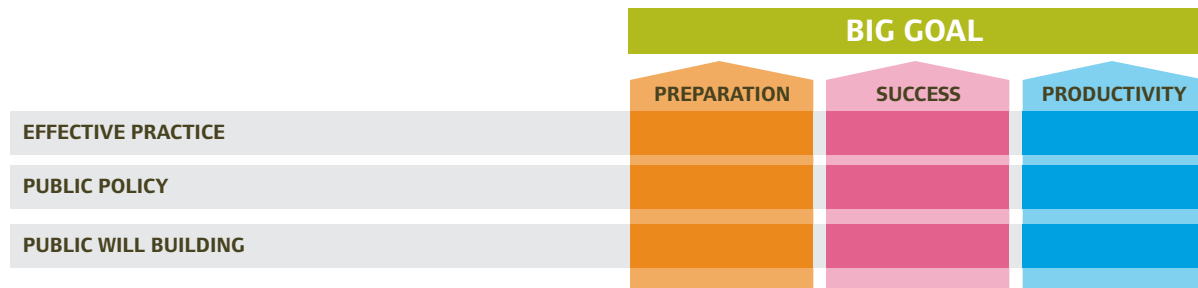 BIG GOAL
PREPARATION SUCCESS PRODUCTIVITY
EFFECTIVE PRACTICE
PUBLIC POLICY
PUBLIC WILL BUILDING